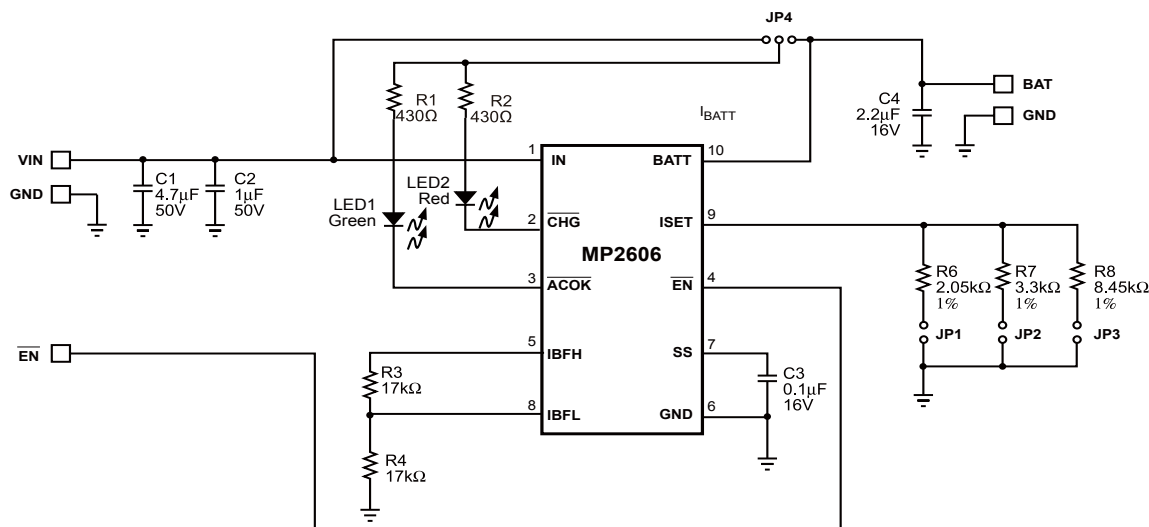 JP4
R1
430Ω
R2
430Ω
I_BATT
C4
2.2µF
16V
BAT
GND
VIN
GND
C1
4.7µF
50V
C2
1µF
50V
LED1
Green
LED2
Red
1
IN
BATT
10
2
CHG
ISET
9
MP2606
3
ACOK
EN
4
R6
2.05kΩ
1%
R7
3.3kΩ
1%
R8
8.45kΩ
1%
JP1
JP2
JP3
EN
5
IBFH
SS
7
R3
17kΩ
C3
0.1µF
16V
8
IBFL
GND
6
R4
17kΩ